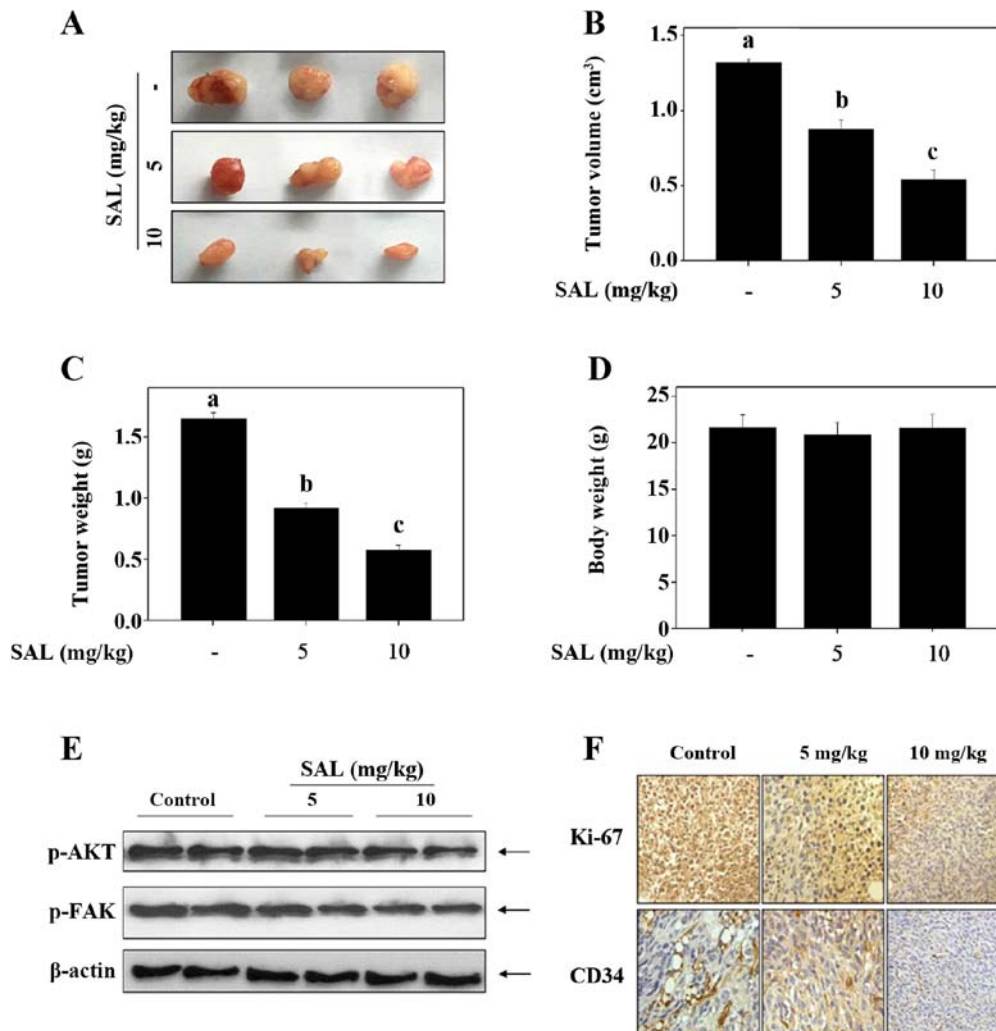 A
SAL (mg/kg)
-
5
10
B
Tumor volume (cm³)
1.5
1.0
0.5
0.0
a
b
c
SAL (mg/kg) - 5 10
C
Tumor weight (g)
1.5
1.0
0.5
0.0
a
b
c
SAL (mg/kg) - 5 10
D
Body weight (g)
25
20
15
10
5
0
SAL (mg/kg) - 5 10
E
SAL (mg/kg)
Control 5 10
p-AKT
p-FAK
β-actin
F
Control 5 mg/kg 10 mg/kg
Ki-67
CD34